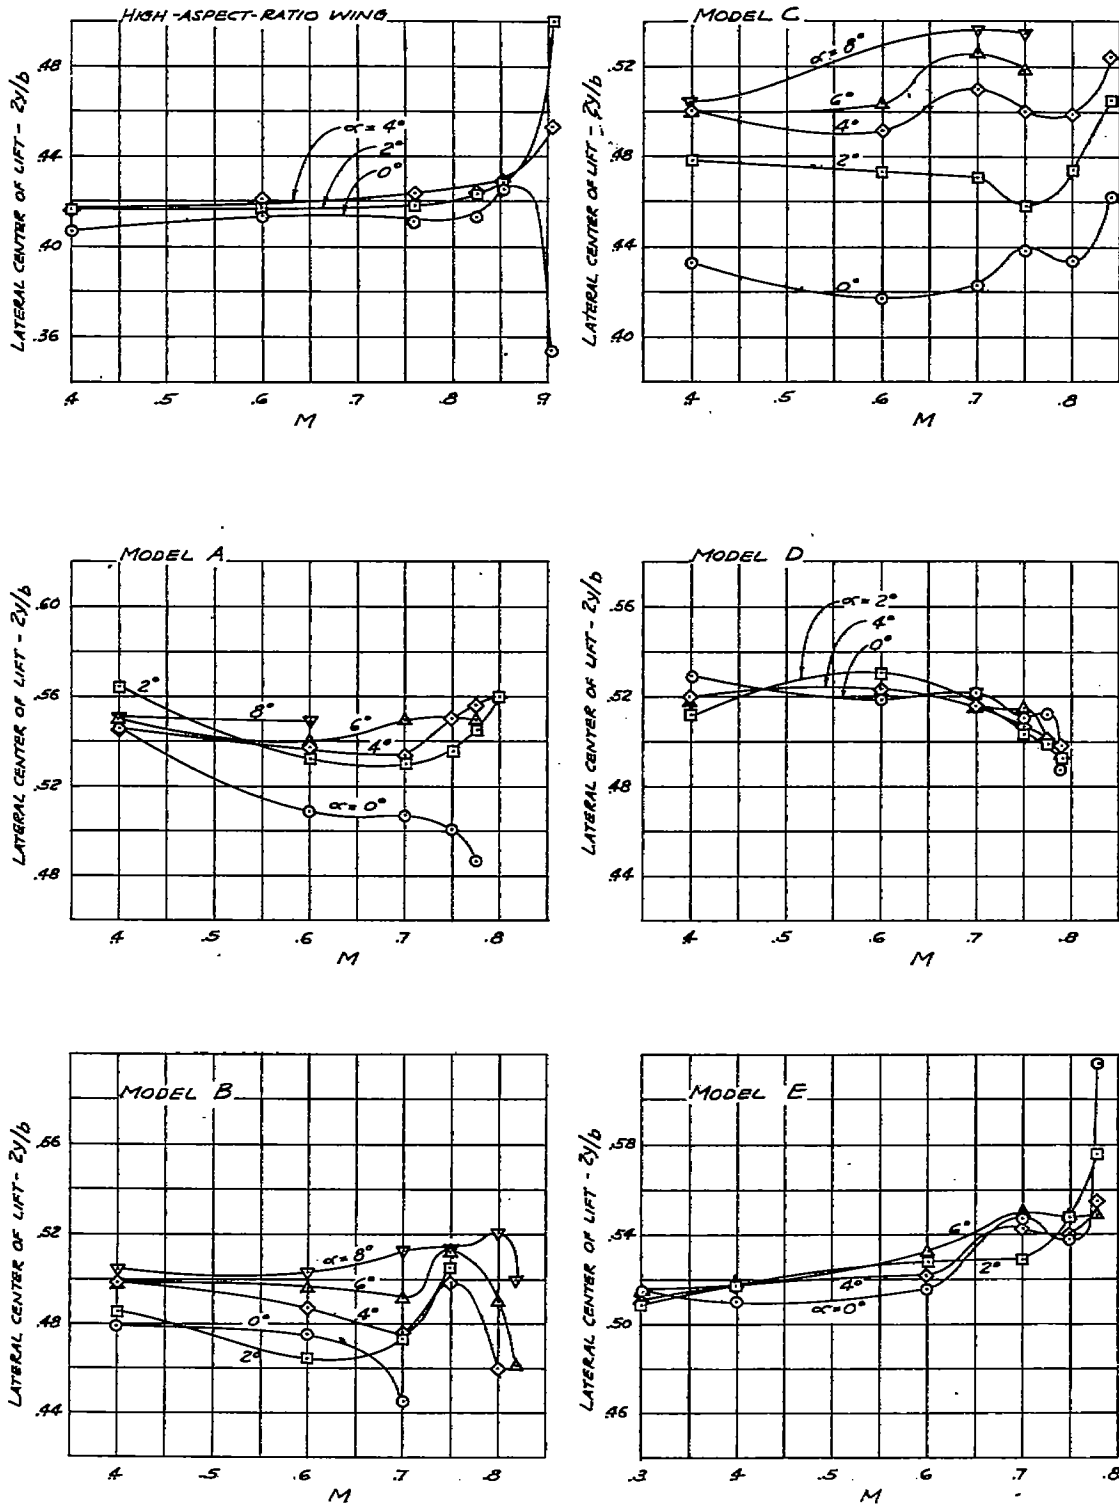 HIGH-ASPECT-RATIO WING
LATERAL CENTER OF LIFT - 2y/b
.48
.44
.40
.36
α = 4°
2°
0°
.4 .5 .6 .7 .8 .9
M
MODEL C
LATERAL CENTER OF LIFT - 2y/b
.52
.48
.44
.40
α = 8°
6°
4°
2°
0°
.4 .5 .6 .7 .8
M
MODEL A
LATERAL CENTER OF LIFT - 2y/b
.60
.56
.52
.48
2°
8°
6°
4°
α = 0°
.4 .5 .6 .7 .8
M
MODEL D
LATERAL CENTER OF LIFT - 2y/b
.56
.52
.48
.44
α = 2°
4°
0°
.4 .5 .6 .7 .8
M
MODEL B
LATERAL CENTER OF LIFT - 2y/b
.56
.52
.48
.44
α = 8°
6°
4°
0°
2°
.4 .5 .6 .7 .8
M
MODEL E
LATERAL CENTER OF LIFT - 2y/b
.58
.54
.50
.46
6°
2°
4°
α = 0°
.3 .4 .5 .6 .7 .8
M